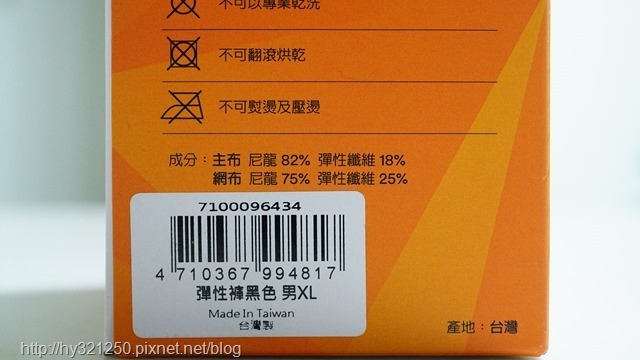 不可以專業乾洗
不可翻滾烘乾
不可熨燙及壓燙
成分：主布 尼龍 82% 彈性纖維 18%
網布 尼龍 75% 彈性纖維 25%
7100096434
4 710367 994817
彈性褲黑色 男XL
Made In Taiwan
台灣製
產地：台灣
http://hy321250.pixnet.net/blog